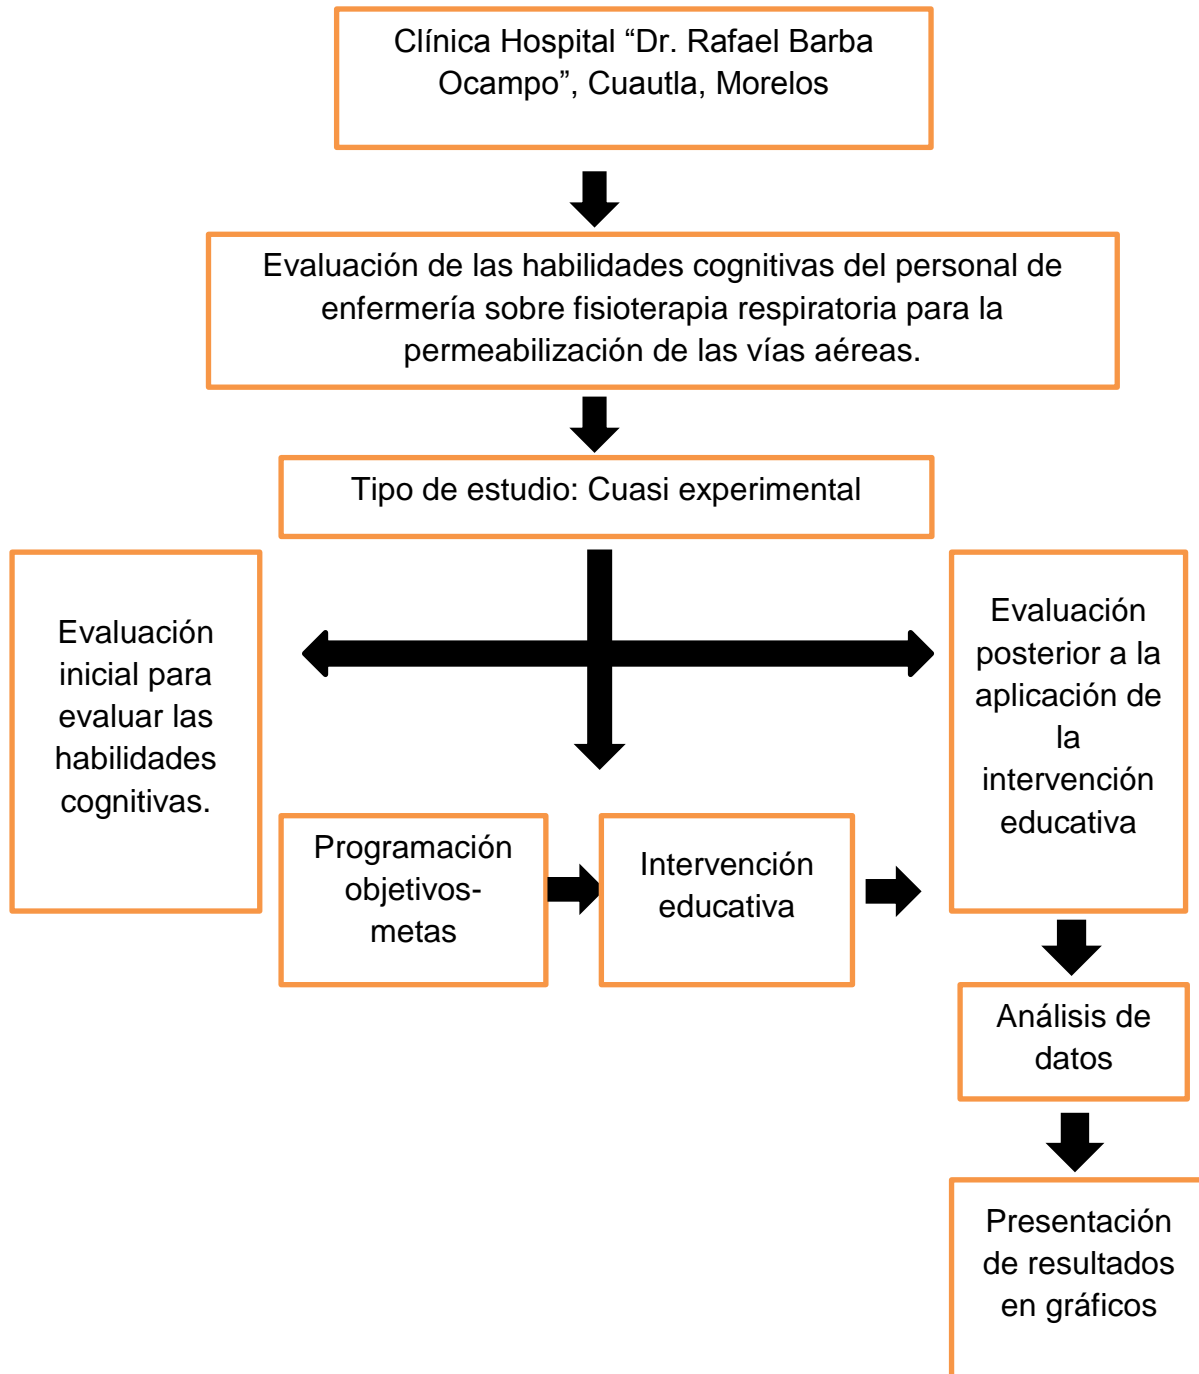 Clínica Hospital “Dr. Rafael Barba
Ocampo”, Cuautla, Morelos
Evaluación de las habilidades cognitivas del personal de
enfermería sobre fisioterapia respiratoria para la
permeabilización de las vías aéreas.
Tipo de estudio: Cuasi experimental
Evaluación
inicial para
evaluar las
habilidades
cognitivas.
Programación
objetivos-
metas
Intervención
educativa
Evaluación
posterior a la
aplicación de
la
intervención
educativa
Análisis de
datos
Presentación
de resultados
en gráficos